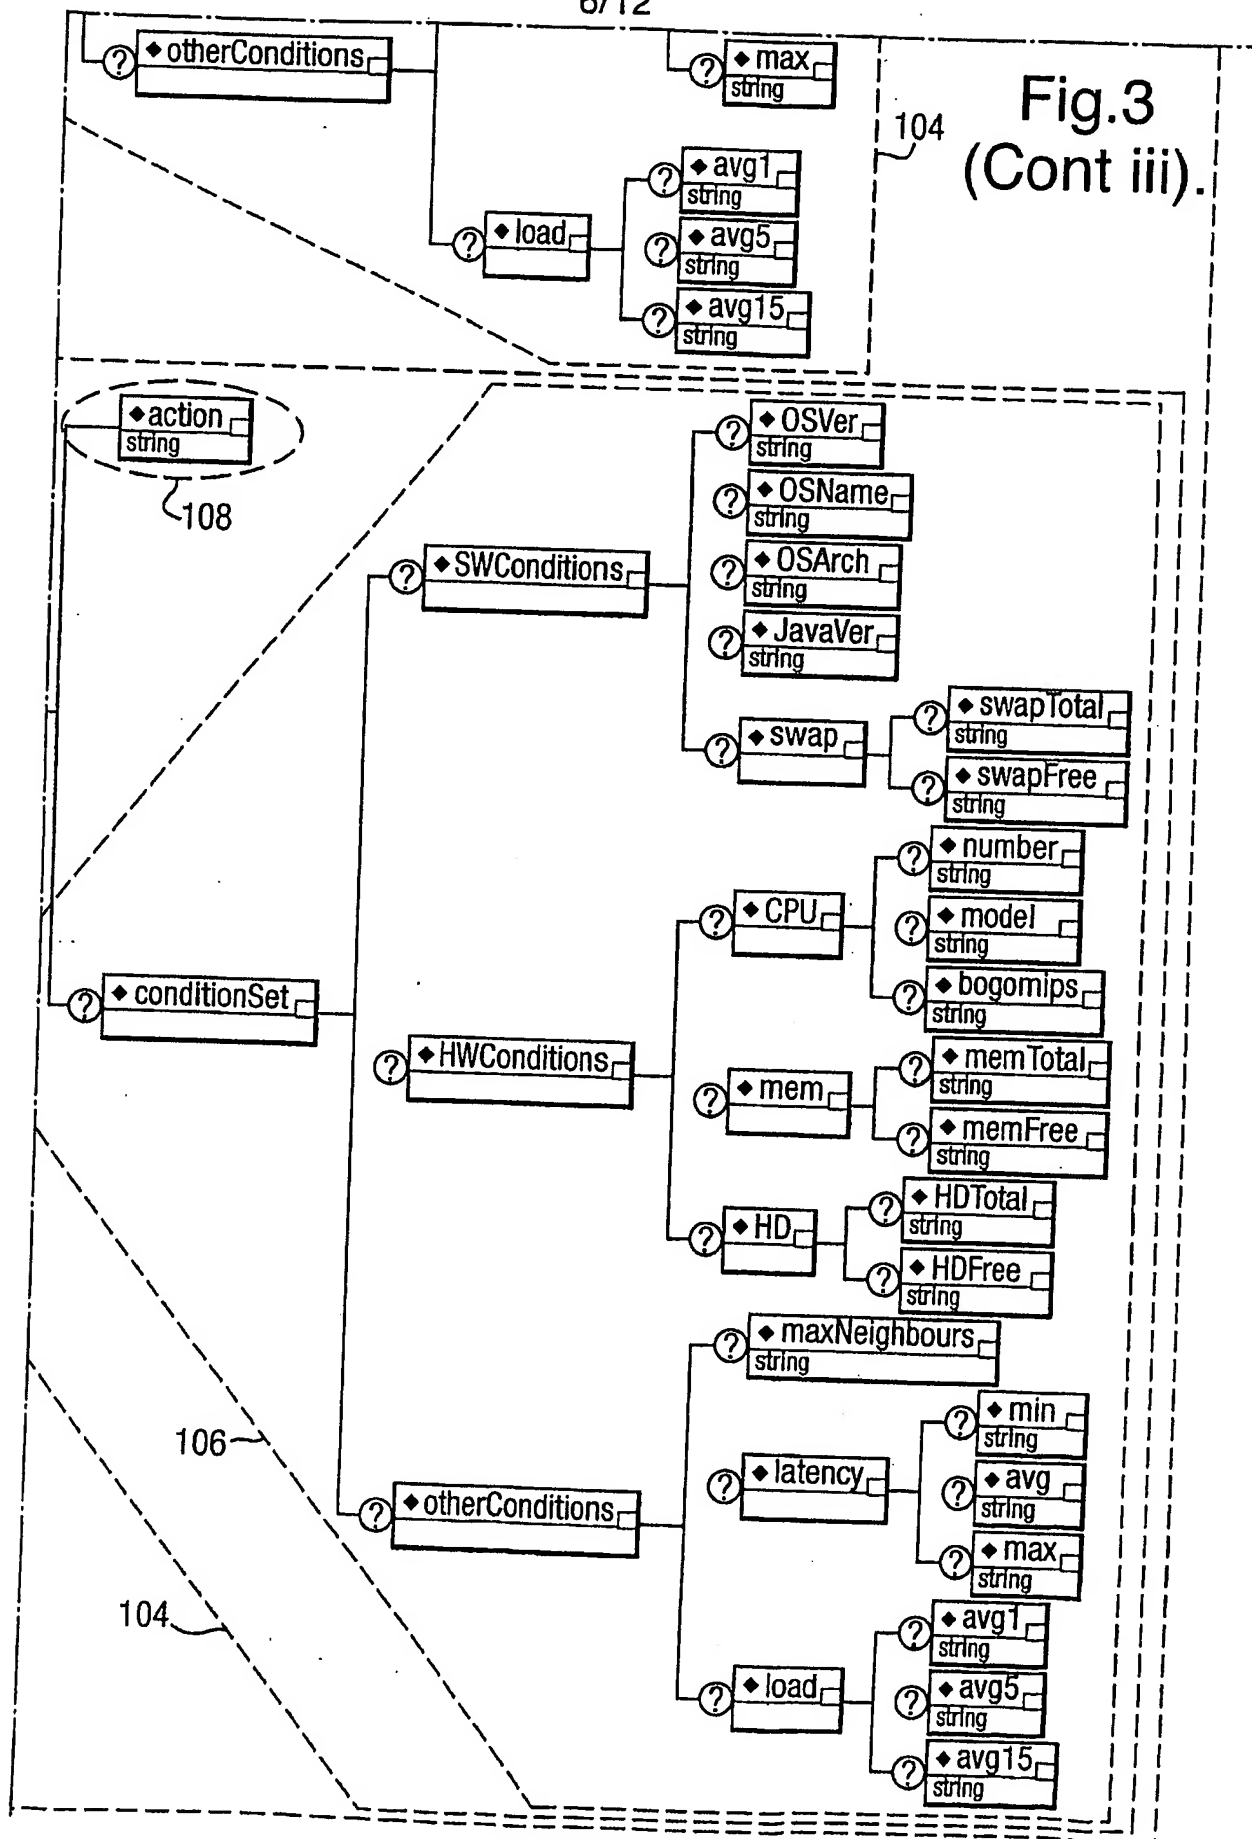 6/12
Fig.3
(Cont iii).
? ◆ otherConditions
? ◆ max
string
104
? ◆ avg1
string
? ◆ load
? ◆ avg5
string
? ◆ avg15
string
◆ action
string
108
? ◆ OSVer
string
? ◆ OSName
string
? ◆ SWConditions
? ◆ OSArch
string
? ◆ JavaVer
string
? ◆ swap
? ◆ swapTotal
string
? ◆ swapFree
string
? ◆ number
string
? ◆ CPU
? ◆ model
string
? ◆ bogomips
string
? ◆ conditionSet
? ◆ HWConditions
? ◆ memTotal
string
? ◆ mem
? ◆ memFree
string
? ◆ HDTotal
string
? ◆ HD
? ◆ HDFree
string
? ◆ maxNeighbours
string
? ◆ min
string
106
? ◆ latency
? ◆ avg
string
? ◆ otherConditions
? ◆ max
string
104
? ◆ avg1
string
? ◆ load
? ◆ avg5
string
? ◆ avg15
string